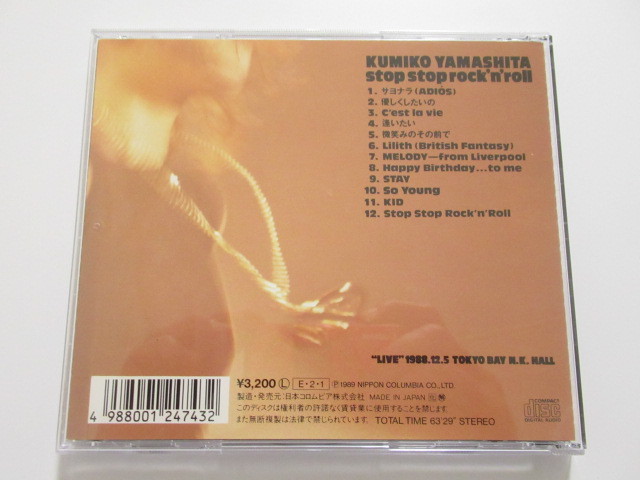 KUMIKO YAMASHITA
stop stop rock'n'roll
1. サヨナラ(ADIOS)
2. 優しくしたいの
3. C'est la vie
4. 逢いたい
5. 微笑みのその前で
6. Lilith (British Fantasy)
7. MELODY—from Liverpool
8. Happy Birthday...to me
9. STAY
10. So Young
11. KID
12. Stop Stop Rock'n'Roll
"LIVE" 1988.12.5 TOKYO BAY N.K. HALL
¥3,200 Ⓛ E·2·1 Ⓟ1989 NIPPON COLUMBIA CO., LTD.
製造・発売元:日本コロムビア株式会社 MADE IN JAPAN
このディスクは権利者の許諾なく賃貸業に使用することを禁じます
また無断複製は法律で禁じられています。 TOTAL TIME 63'29" STEREO
4 988001 247432
COMPACT
disc
DIGITAL AUDIO